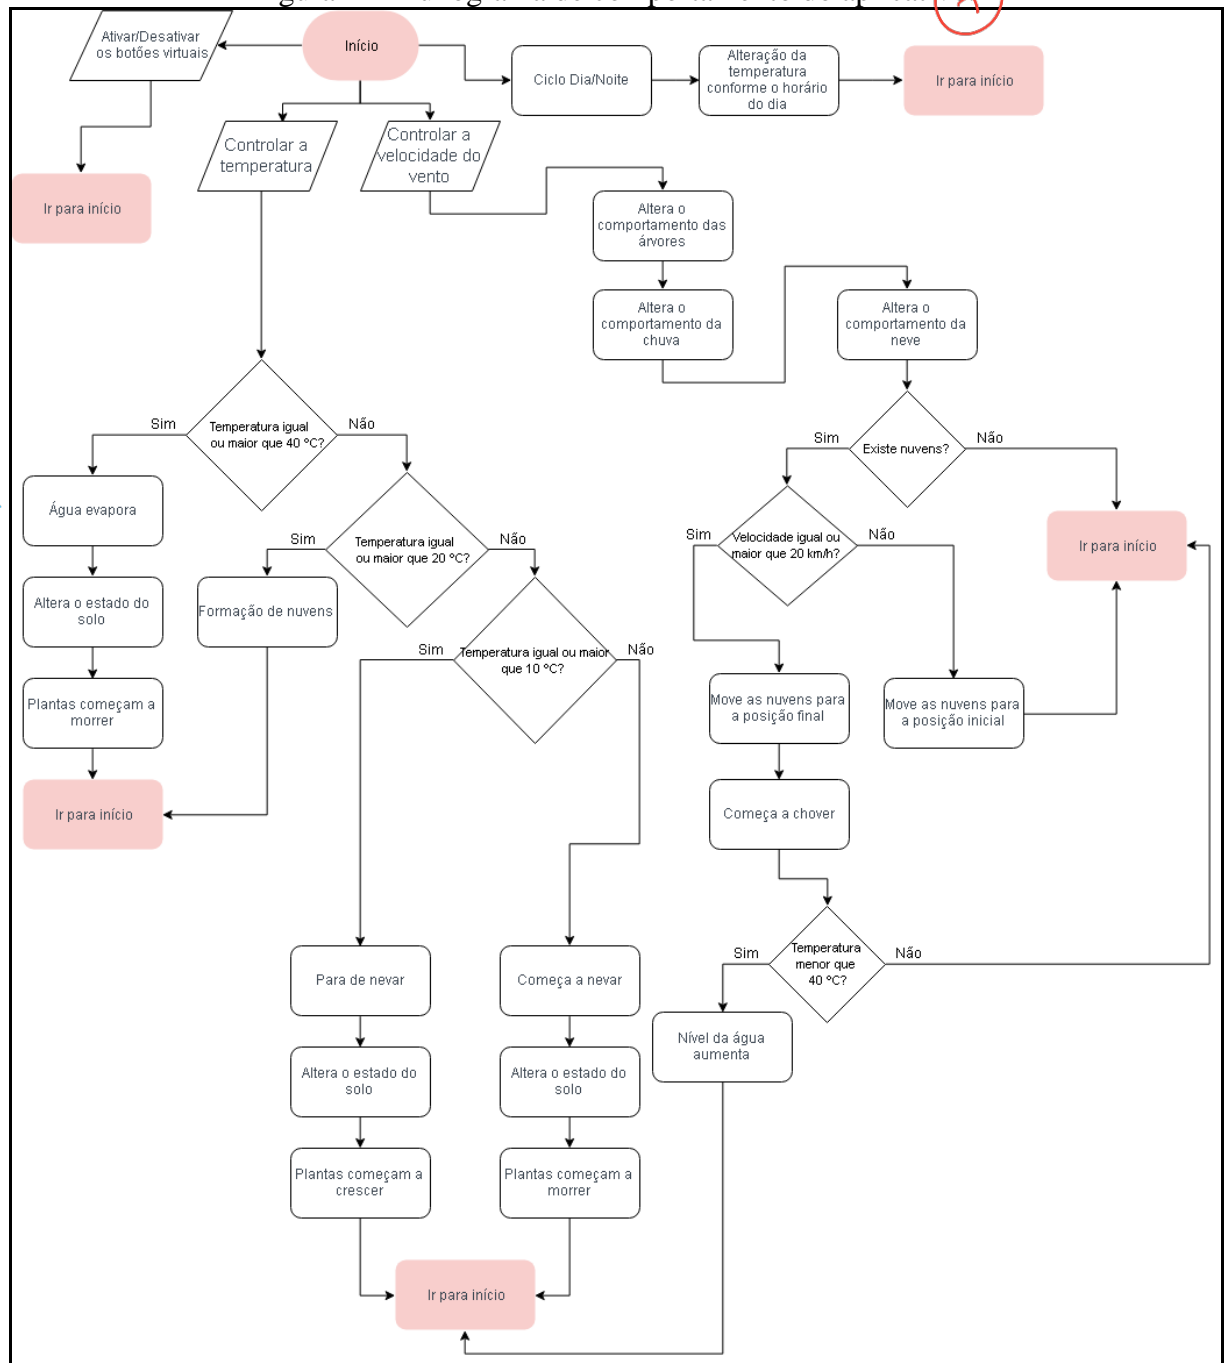 Ativar/Desativar
os botões virtuais
Início
Ciclo Dia/Noite
Alteração da
temperatura
conforme o horário
do dia
Ir para início
Controlar a
temperatura
Controlar a
velocidade do
vento
Ir para início
Altera o
comportamento das
árvores
Altera o
comportamento da
chuva
Altera o
comportamento da
neve
Sim
Temperatura igual
ou maior que 40 ºC?
Não
Sim
Existe nuvens?
Não
Água evapora
Sim
Temperatura igual
ou maior que 20 ºC?
Não
Sim
Velocidade igual ou
maior que 20 km/h?
Não
Ir para início
Altera o estado do
solo
Formação de nuvens
Sim
Temperatura igual ou maior
que 10 ºC?
Não
Plantas começam a
morrer
Move as nuvens para
a posição final
Move as nuvens para
a posição inicial
Ir para início
Começa a chover
Para de nevar
Começa a nevar
Sim
Temperatura
menor que
40 ºC?
Não
Nível da água
aumenta
Altera o estado do
solo
Altera o estado do
solo
Plantas começam a
crescer
Plantas começam a
morrer
Ir para início